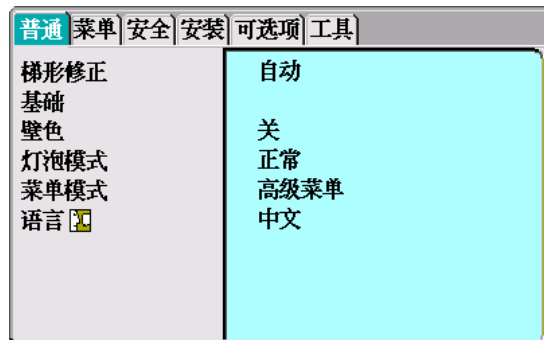 普通 菜单 安全 安装 可选项 工具
梯形修正 自动
基础
壁色 关
灯泡模式 正常
菜单模式 高级菜单
语言 中文